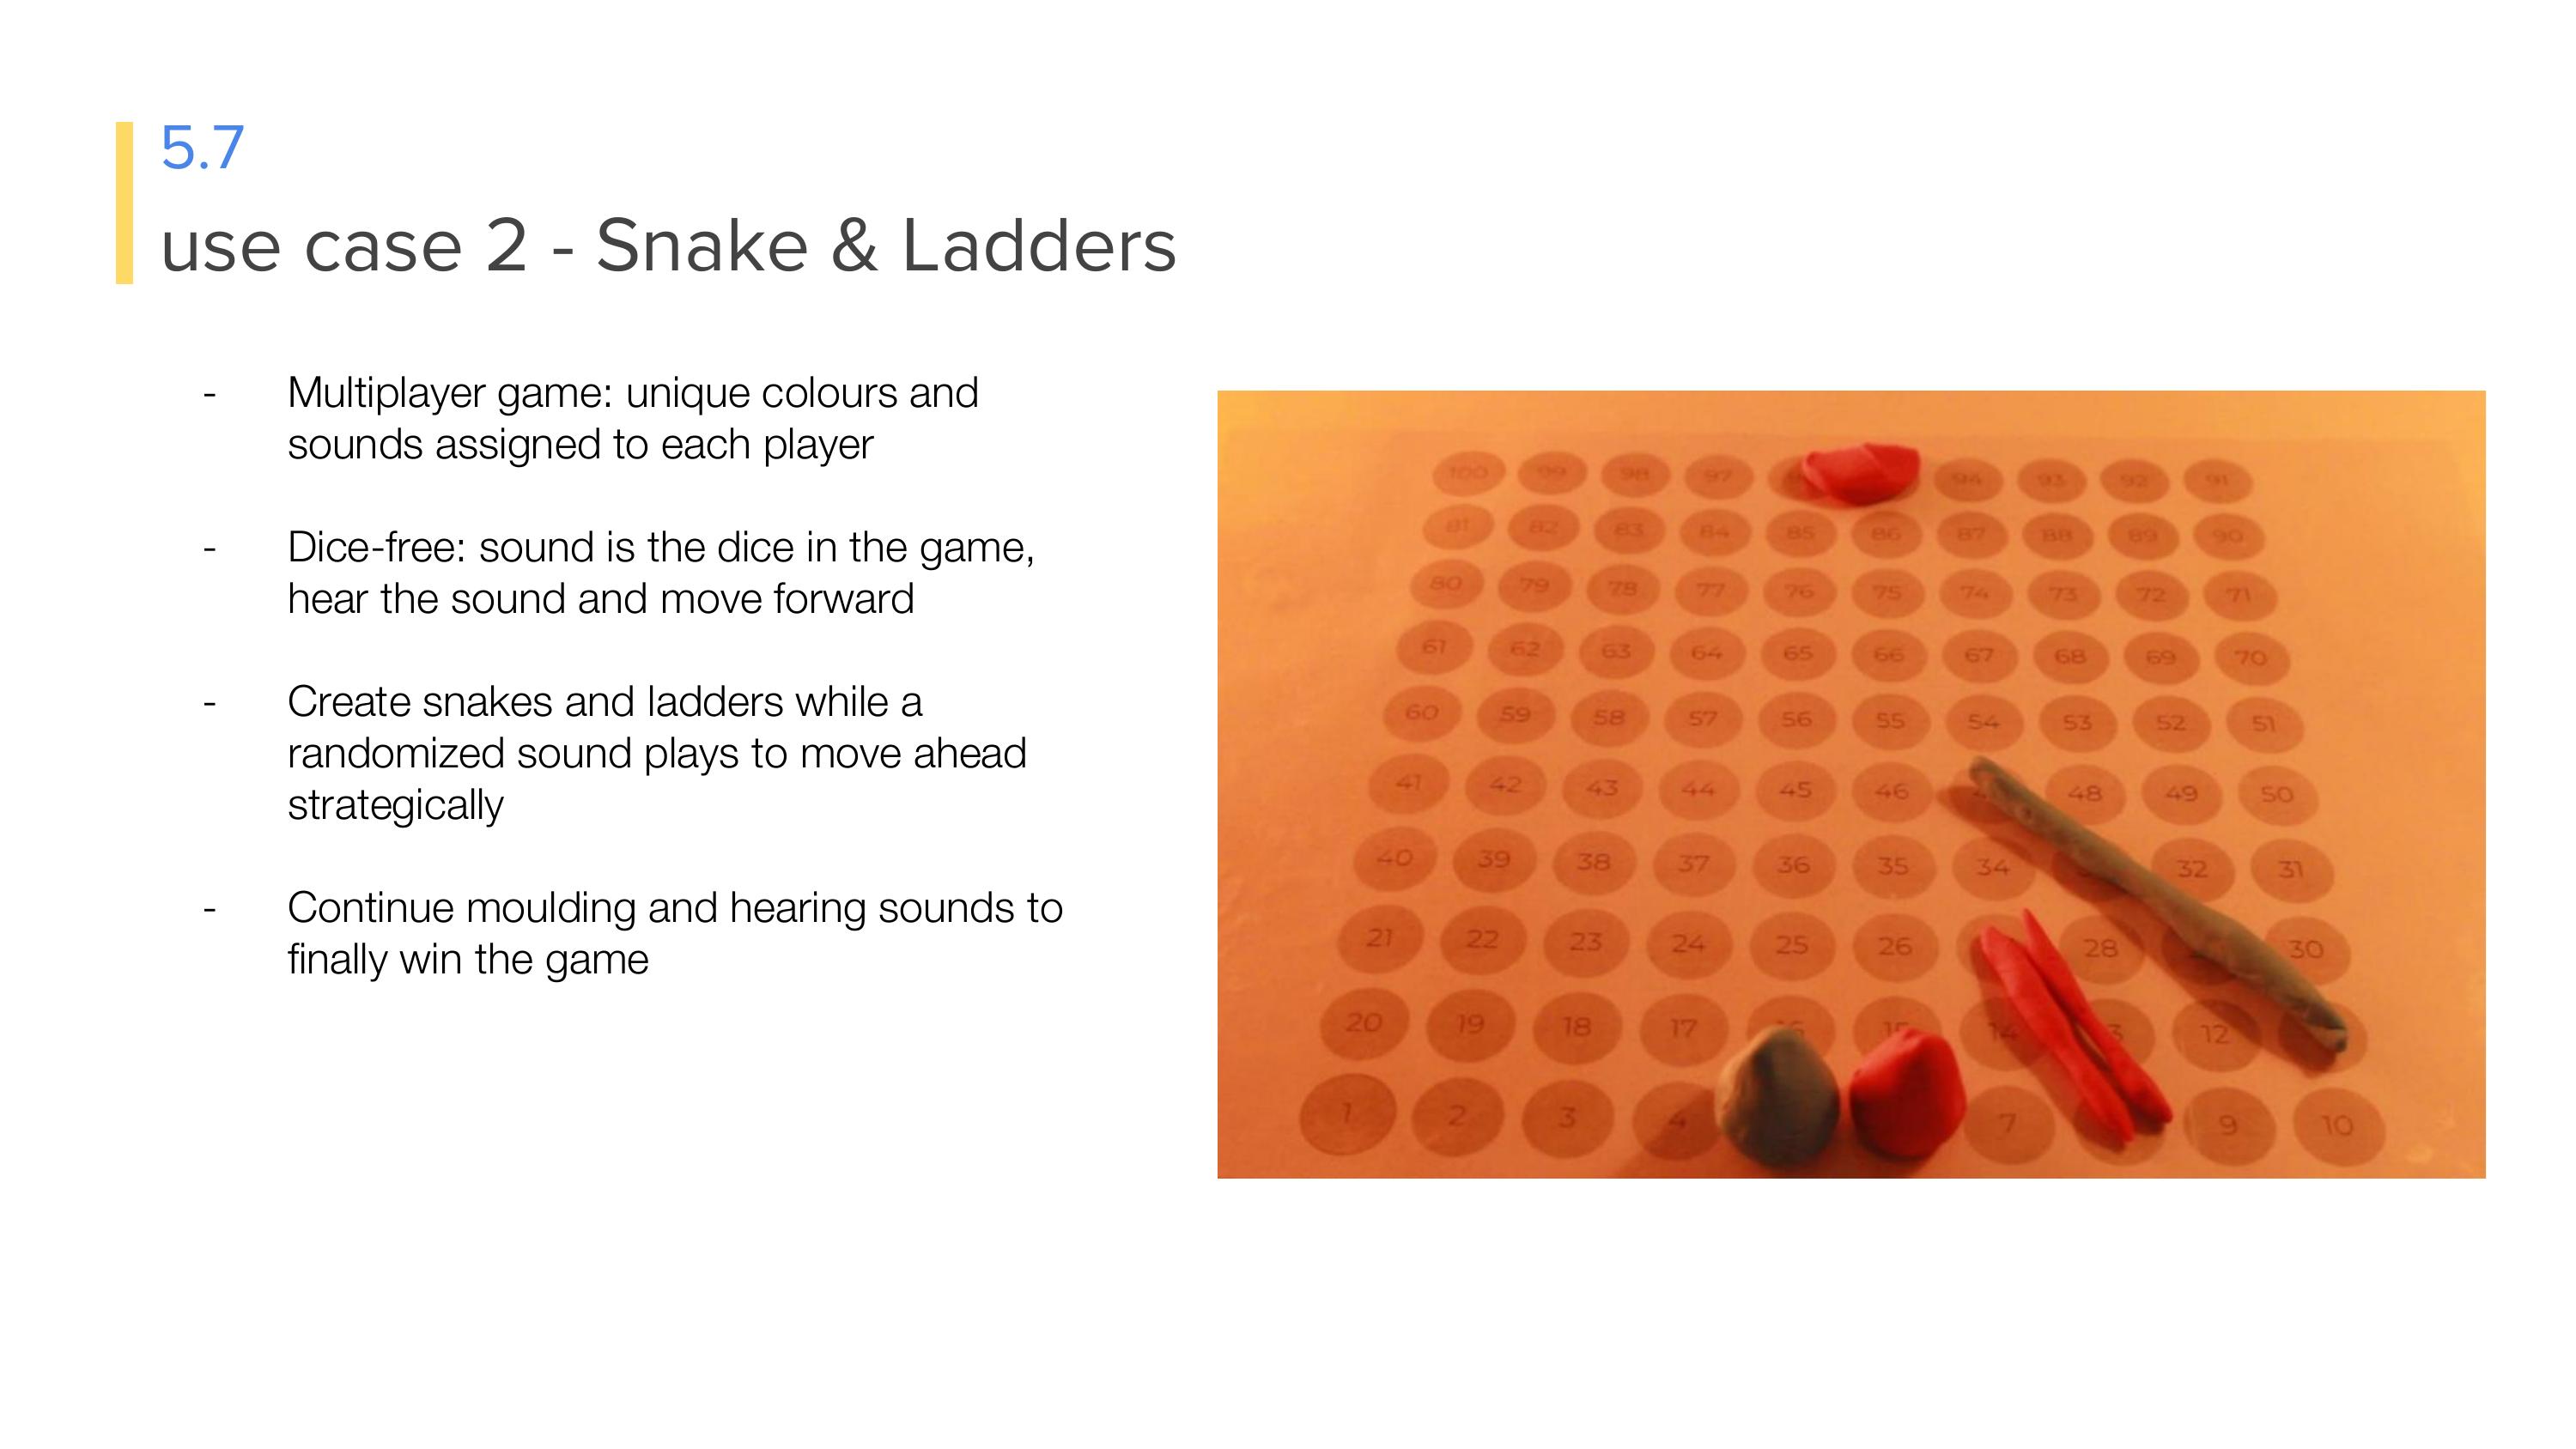 5.7
use case 2 - Snake & Ladders
- Multiplayer game: unique colours and
sounds assigned to each player
- Dice-free: sound is the dice in the game,
hear the sound and move forward
- Create snakes and ladders while a
randomized sound plays to move ahead
strategically
- Continue moulding and hearing sounds to
finally win the game
100 99 98 97 94 93 92 91
81 82 83 84 85 86 87 88 89 90
80 79 78 77 76 75 74 73 72 71
61 62 63 64 65 66 67 68 69 70
60 59 58 57 56 55 54 53 52 51
41 42 43 44 45 46 48 49 50
40 39 38 37 36 35 34 32 31
21 22 23 24 25 26 28 30
20 19 18 17 14 12
1 2 3 4 7 9 10